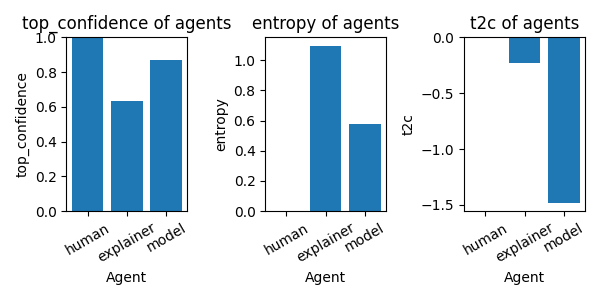 top_confidence of agents
top_confidence
1.0
0.8
0.6
0.4
0.2
0.0
human
explainer
model
Agent
entropy of agents
entropy
1.0
0.8
0.6
0.4
0.2
0.0
human
explainer
model
Agent
t2c of agents
t2c
0.0
−0.5
−1.0
−1.5
human
explainer
model
Agent